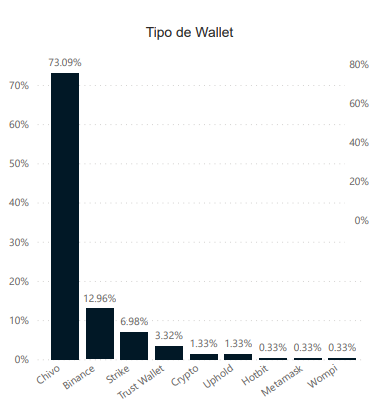 Tipo de Wallet
73.09%
12.96%
6.98%
3.32%
1.33%
1.33%
0.33%
0.33%
0.33%
70%
60%
50%
40%
30%
20%
10%
0%
80%
60%
40%
20%
0%
Chivo
Binance
Strike
Trust Wallet
Crypto
Uphold
Hotbit
Metamask
Wompi